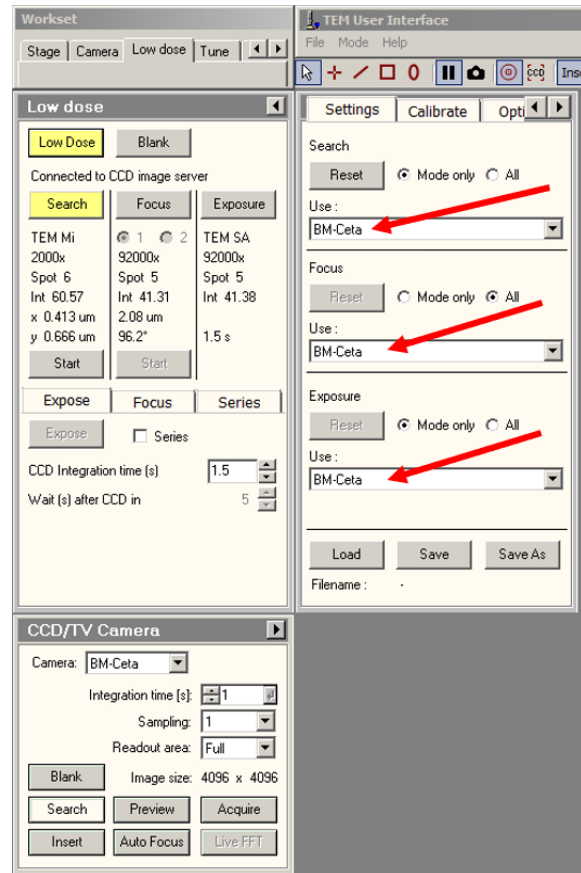 Workset
Stage Camera Low dose Tune
Low dose
Low Dose Blank
Connected to CCD image server
Search Focus Exposure
TEM Mi 1 2 TEM SA
2000x 92000x 92000x
Spot 6 Spot 5 Spot 5
Int 60.57 Int 41.31 Int 41.38
x 0.413 um 2.08 um
y 0.666 um 96.2° 1.5 s
Start Start
Expose Focus Series
Expose Series
CCD Integration time (s) 1.5
Wait (s) after CCD in 5
CCD/TV Camera
Camera: BM-Ceta
Integration time [s]: 1
Sampling: 1
Readout area: Full
Blank Image size: 4096 x 4096
Search Preview Acquire
Insert Auto Focus Live FFT
TEM User Interface
File Mode Help
CCD Inse
Settings Calibrate Opti
Search
Reset Mode only All
Use :
BM-Ceta
Focus
Reset Mode only All
Use :
BM-Ceta
Exposure
Reset Mode only All
Use :
BM-Ceta
Load Save Save As
Filename : -